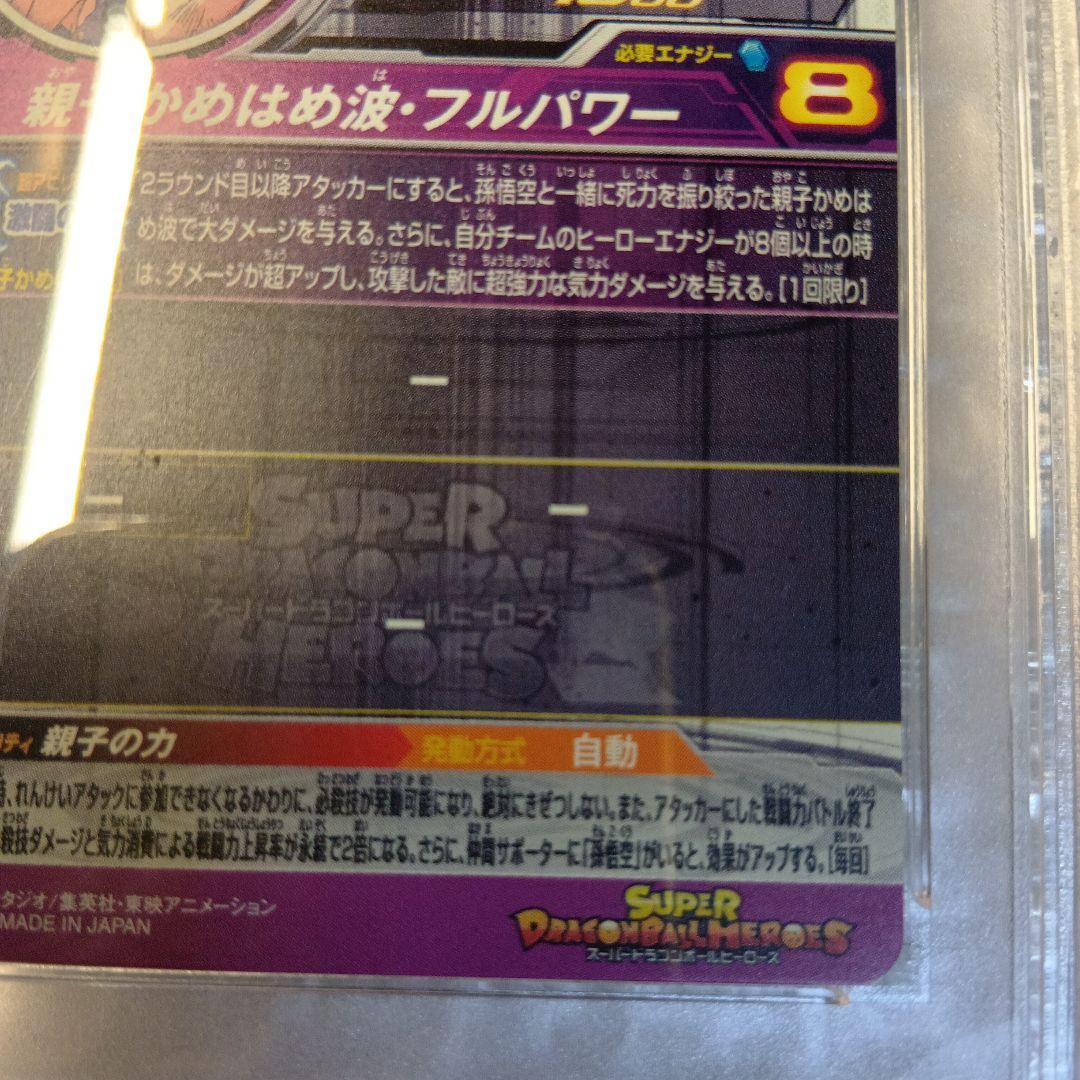 必要エナジー 8
親子かめはめ波・フルパワー
2ラウンド目以降アタッカーにすると、孫悟空と一緒に死力を振り絞った親子かめは
め波で大ダメージを与える。さらに、自分チームのヒーローエナジーが8個以上の時
は、ダメージが超アップし、攻撃した敵に超強力な気力ダメージを与える。[1回限り]
ー
ー
ー
SUPER
DRAGONBALL
スーパードラゴンボールヒーローズ
HEROES
ー
親子の力 発動方式 自動
、れんけいアタックに参加できなくなるかわりに、必殺技が発動可能になり、絶対にきぜつしない。また、アタッカーにした戦闘力バトル終了
殺技ダメージと気力消費による戦闘力上昇率が永続で2倍になる。さらに、仲間サポーターに「孫悟空」がいると、効果がアップする。[毎回]
タジオ/集英社・東映アニメーション
MADE IN JAPAN
SUPER
DRAGONBALL HEROES
スーパードラゴンボールヒーローズ